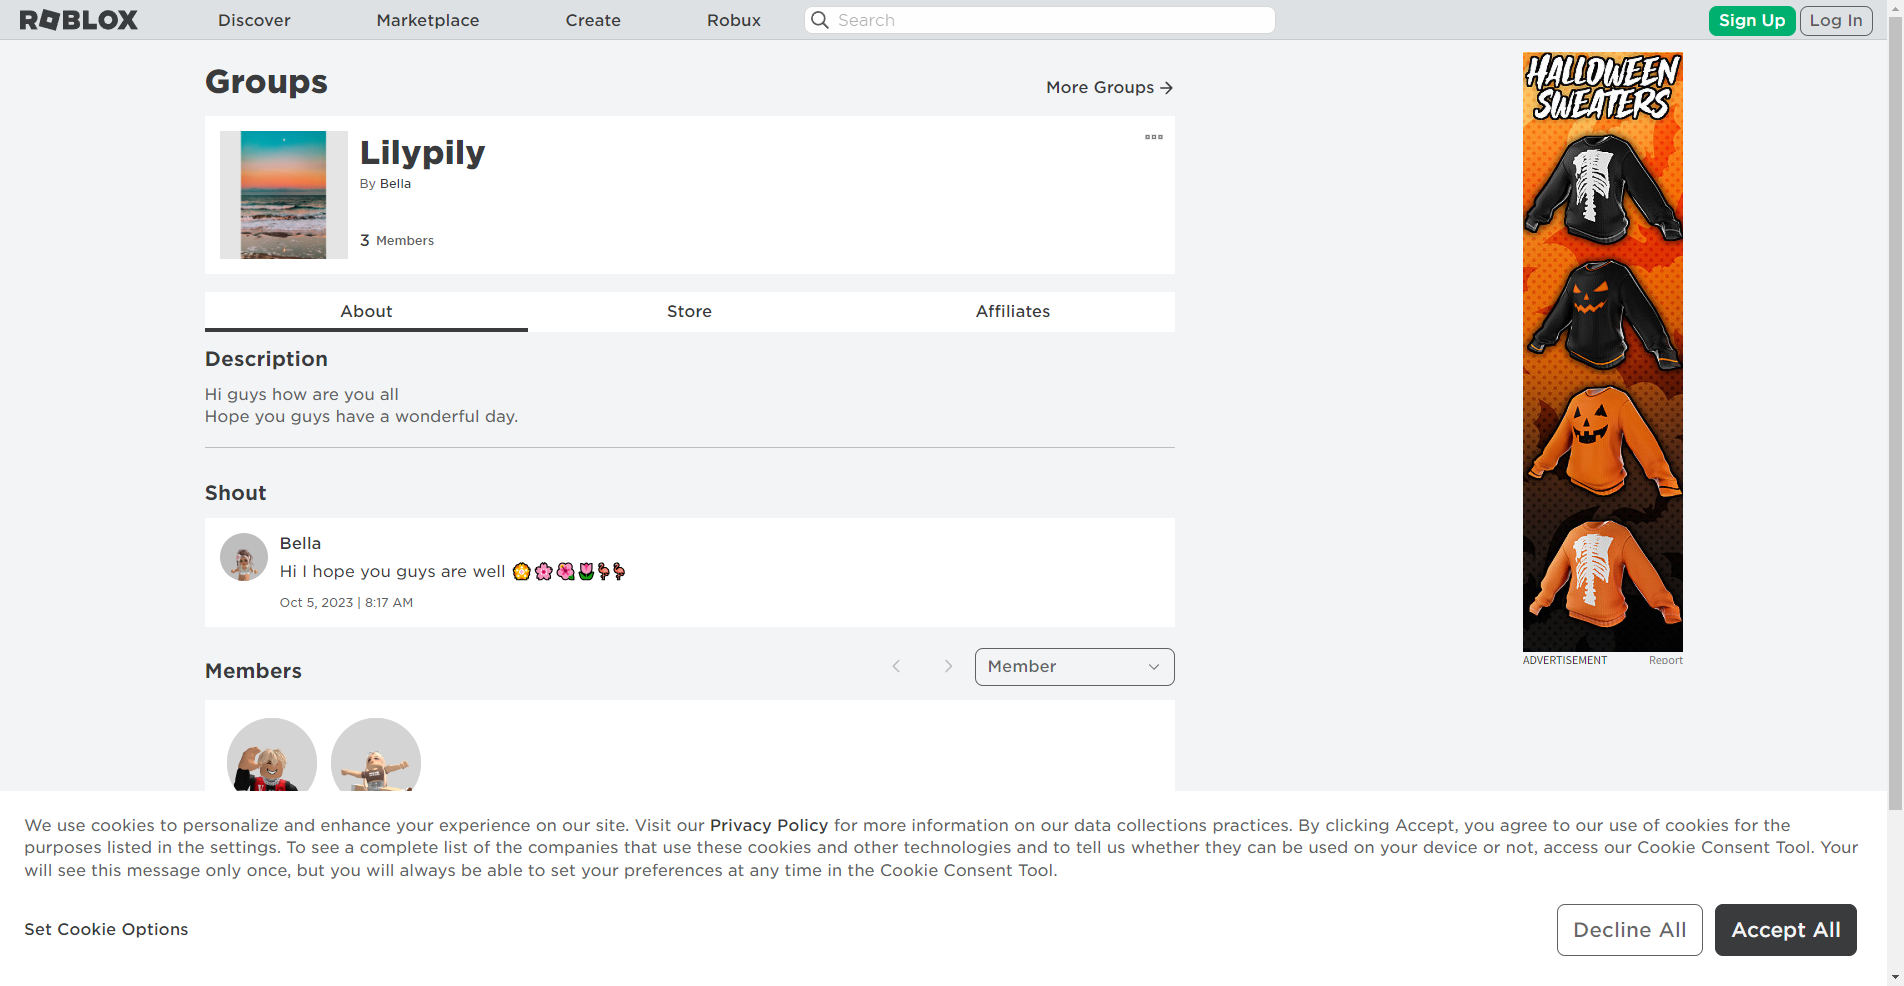 ROBLOX
Discover
Marketplace
Create
Robux
Search
Sign Up
Log In
Groups
More Groups
Lilypily
By Bella
3 Members
About
Store
Affiliates
Description
Hi guys how are you all
Hope you guys have a wonderful day.
Shout
Bella
Hi I hope you guys are well 🌼🌸🌺🌷🦩🦩
Oct 5, 2023 | 8:17 AM
Members
Member
HALLOWEEN
SWEATERS
ADVERTISEMENT
Report
We use cookies to personalize and enhance your experience on our site. Visit our Privacy Policy for more information on our data collections practices. By clicking Accept, you agree to our use of cookies for the
purposes listed in the settings. To see a complete list of the companies that use these cookies and other technologies and to tell us whether they can be used on your device or not, access our Cookie Consent Tool. Your
will see this message only once, but you will always be able to set your preferences at any time in the Cookie Consent Tool.
Set Cookie Options
Decline All
Accept All